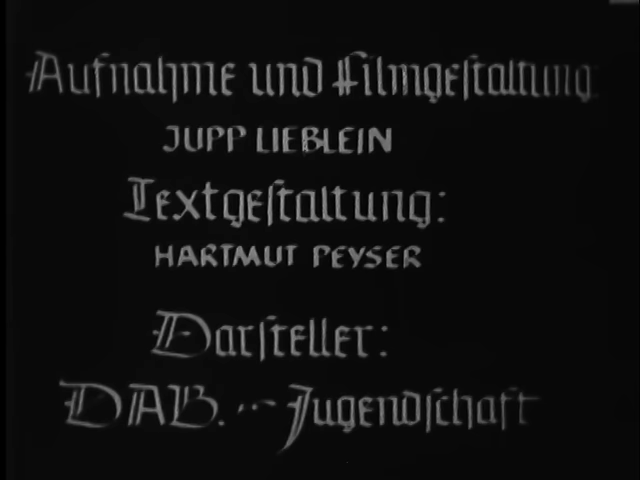 Aufnahme und Filmgeſtaltung:
JUPP LIEBLEIN
Textgeſtaltung:
HARTMUT PEYSER
Darſteller:
DAB. -- Jugendſchaft